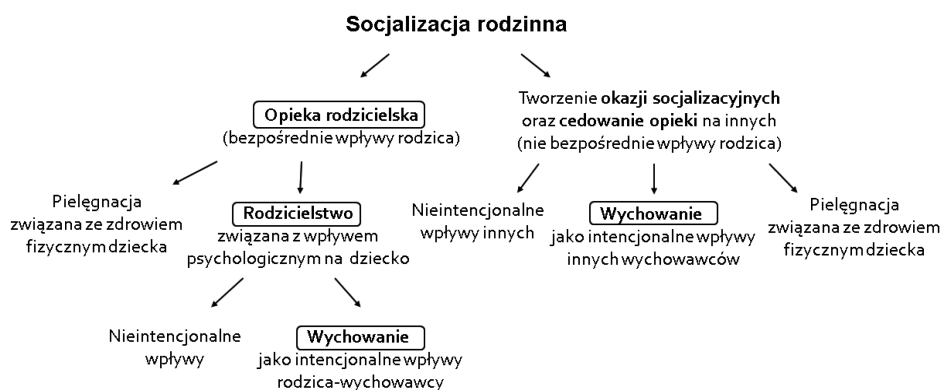 Socjalizacja rodzinna
Opieka rodzicielska
(bezpośrednie wpływy rodzica)
Tworzenie okazji socjalizacyjnych
oraz cedowanie opieki na innych
(nie bezpośrednie wpływy rodzica)
Pielęgnacja
związana ze zdrowiem
fizycznym dziecka
Rodzicielstwo
związana z wpływem
psychologicznym na dziecko
Nieintencjonalne
wpływy innych
Wychowanie
jako intencjonalne wpływy
innych wychowawców
Pielęgnacja
związana ze zdrowiem
fizycznym dziecka
Nieintencjonalne
wpływy
Wychowanie
jako intencjonalne wpływy
rodzica-wychowawcy